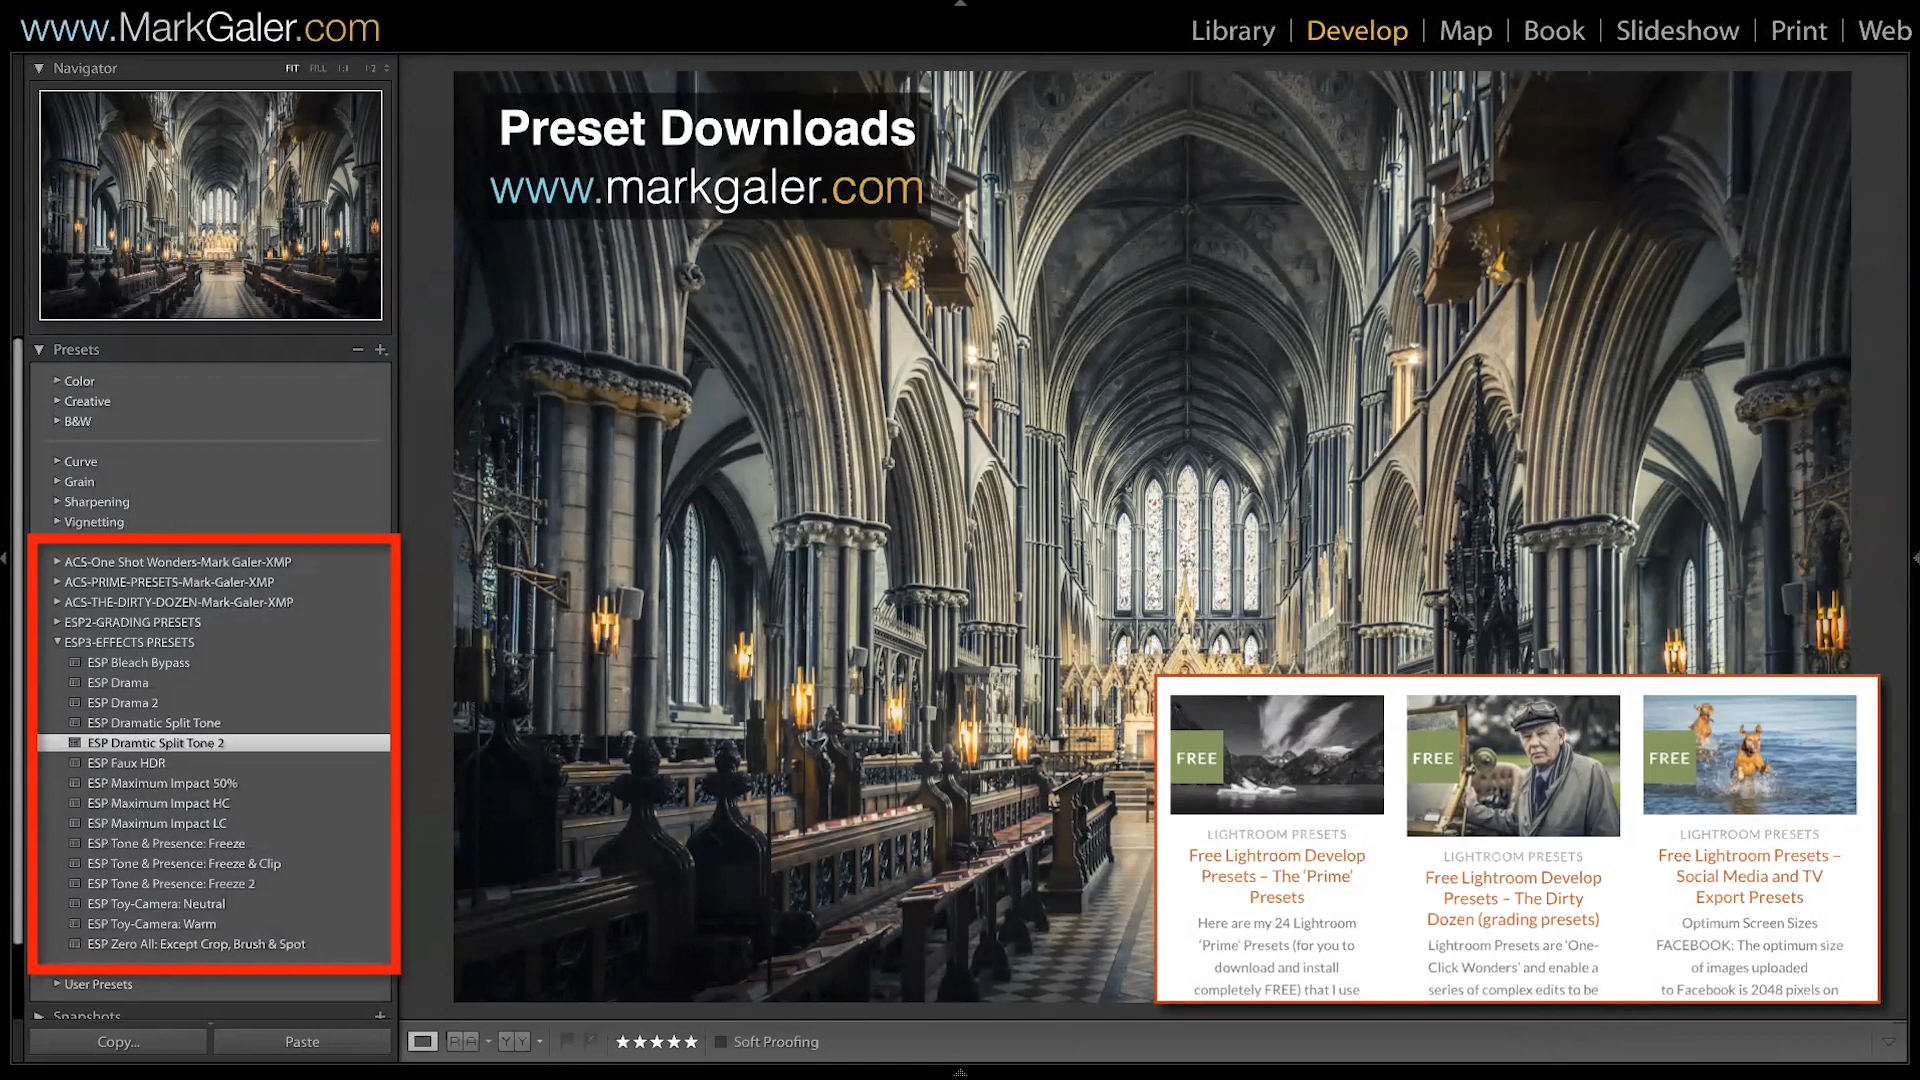 www.MarkGaler.com
Library | Develop | Map | Book | Slideshow | Print | Web
Navigator
FIT FILL 1:1 1:2
Preset Downloads
www.markgaler.com
Presets
Color
Creative
B&W
Curve
Grain
Sharpening
Vignetting
ACS-One Shot Wonders-Mark Galer-XMP
ACS-PRIME-PRESETS-Mark-Galer-XMP
ACS-THE-DIRTY-DOZEN-Mark-Galer-XMP
ESP2-GRADING PRESETS
ESP3-EFFECTS PRESETS
ESP Bleach Bypass
ESP Drama
ESP Drama 2
ESP Dramatic Split Tone
ESP Dramtic Split Tone 2
ESP Faux HDR
ESP Maximum Impact 50%
ESP Maximum Impact HC
ESP Maximum Impact LC
ESP Tone & Presence: Freeze
ESP Tone & Presence: Freeze & Clip
ESP Tone & Presence: Freeze 2
ESP Toy-Camera: Neutral
ESP Toy-Camera: Warm
ESP Zero All: Except Crop, Brush & Spot
User Presets
Snapshots
Copy...
Paste
FREE
LIGHTROOM PRESETS
Free Lightroom Develop
Presets – The ‘Prime’
Presets
Here are my 24 Lightroom
‘Prime’ Presets (for you to
download and install
completely FREE) that I use
FREE
LIGHTROOM PRESETS
Free Lightroom Develop
Presets – The Dirty
Dozen (grading presets)
Lightroom Presets are ‘One-
Click Wonders’ and enable a
series of complex edits to be
FREE
LIGHTROOM PRESETS
Free Lightroom Presets –
Social Media and TV
Export Presets
Optimum Screen Sizes
FACEBOOK: The optimum size
of images uploaded
to Facebook is 2048 pixels on
RA YY
Soft Proofing